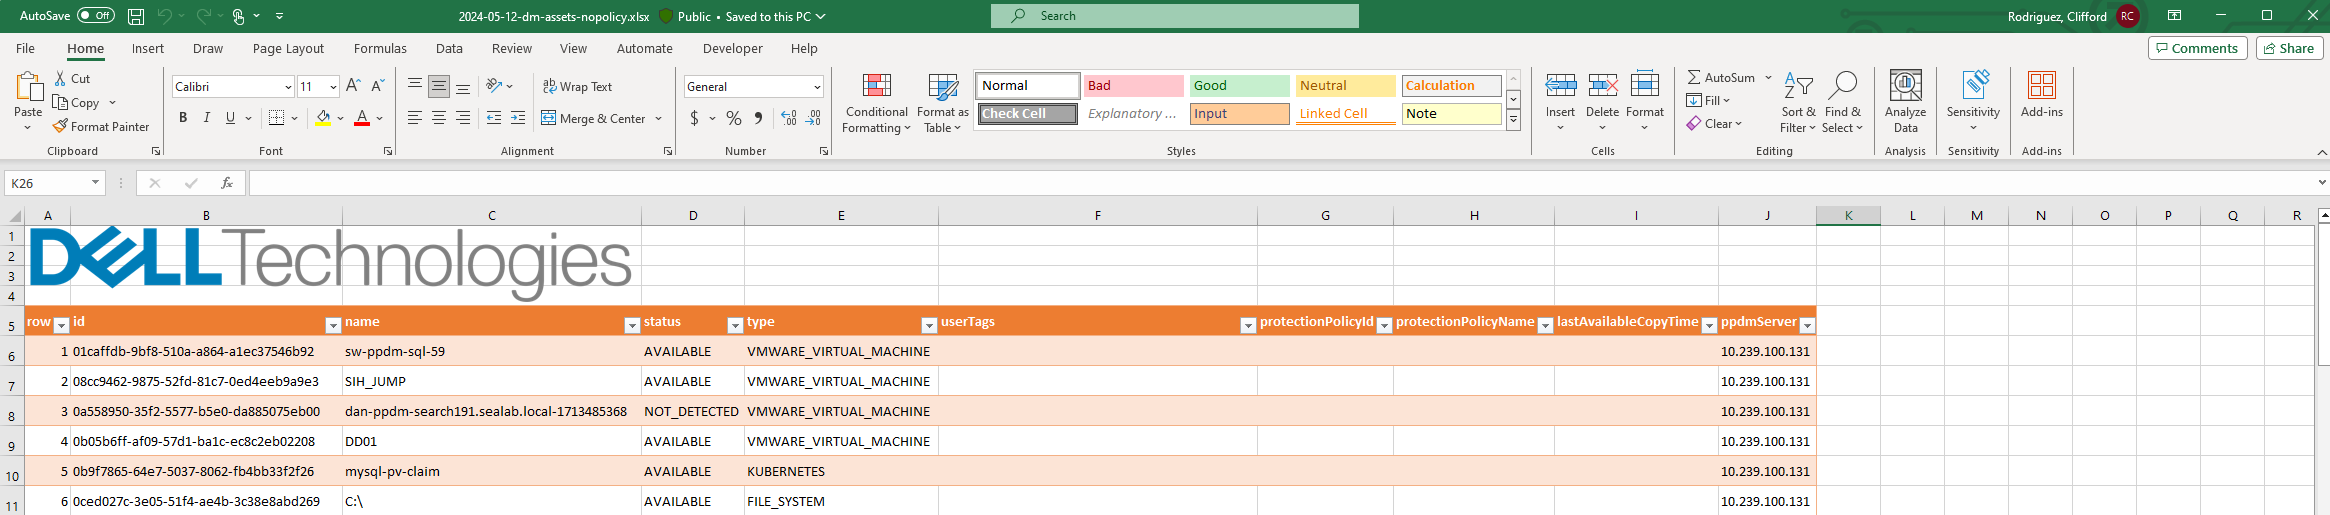 AutoSave Off 2024-05-12-dm-assets-nopolicy.xlsx Public • Saved to this PC Search Rodriguez, Clifford RC
File Home Insert Draw Page Layout Formulas Data Review View Automate Developer Help Comments Share
Paste Cut Copy Format Painter
Clipboard
Calibri 11
B I U A
Font
Wrap Text
Merge & Center
Alignment
General
$ % ,
Number
Conditional Formatting Format as Table
Normal Bad Good Neutral Calculation
Check Cell Explanatory ... Input Linked Cell Note
Styles
Insert Delete Format
Cells
AutoSum
Fill
Clear
Sort & Filter Find & Select
Editing
Analyze Data
Analysis
Sensitivity
Sensitivity
Add-ins
Add-ins
K26 fx
A B C D E F G H I J K L M N O P Q R
1
2
3
4
DELL Technologies
5 row id name status type userTags protectionPolicyId protectionPolicyName lastAvailableCopyTime ppdmServer
6 1 01caffdb-9bf8-510a-a864-a1ec37546b92 sw-ppdm-sql-59 AVAILABLE VMWARE_VIRTUAL_MACHINE 10.239.100.131
7 2 08cc9462-9875-52fd-81c7-0ed4eeb9a9e3 SIH_JUMP AVAILABLE VMWARE_VIRTUAL_MACHINE 10.239.100.131
8 3 0a558950-35f2-5577-b5e0-da885075eb00 dan-ppdm-search191.sealab.local-1713485368 NOT_DETECTED VMWARE_VIRTUAL_MACHINE 10.239.100.131
9 4 0b05b6ff-af09-57d1-ba1c-ec8c2eb02208 DD01 AVAILABLE VMWARE_VIRTUAL_MACHINE 10.239.100.131
10 5 0b9f7865-64e7-5037-8062-fb4bb33f2f26 mysql-pv-claim AVAILABLE KUBERNETES 10.239.100.131
11 6 0ced027c-3e05-51f4-ae4b-3c38e8abd269 C:\ AVAILABLE FILE_SYSTEM 10.239.100.131